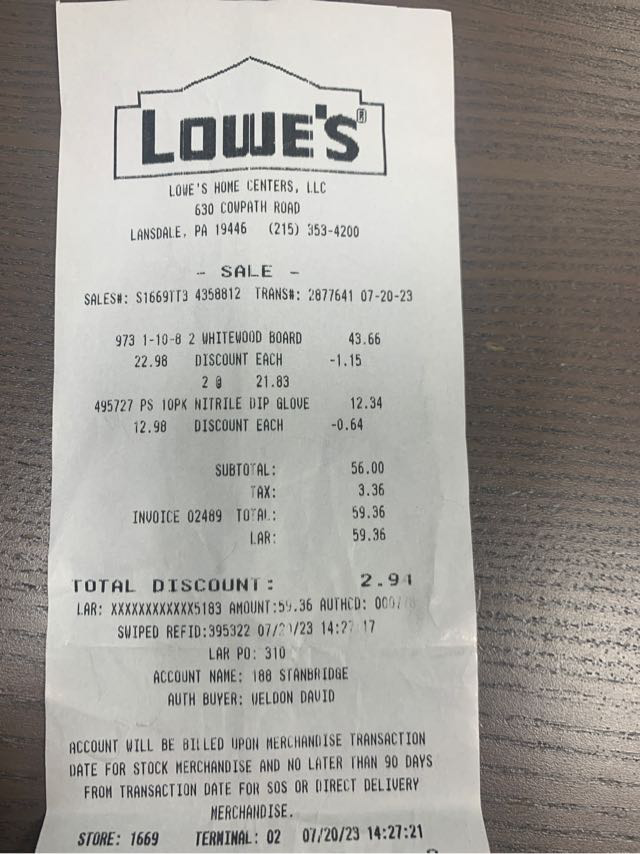 LOWE'S®
LOWE'S HOME CENTERS, LLC
630 COWPATH ROAD
LANSDALE, PA 19446 (215) 353-4200
- SALE -
SALES#: S1669TT3 4358812 TRANS#: 2877641 07-20-23
973 1-10-8 2 WHITEWOOD BOARD 43.66
22.98 DISCOUNT EACH -1.15
2 @ 21.83
495727 PS 10PK NITRILE DIP GLOVE 12.34
12.98 DISCOUNT EACH -0.64
SUBTOTAL: 56.00
TAX: 3.36
INVOICE 02489 TOTAL: 59.36
LAR: 59.36
TOTAL DISCOUNT: 2.94
LAR: XXXXXXXXXXXX5183 AMOUNT:59.36 AUTHCD:
SWIPED REFID:395322 14:27:17
LAR PO: 310
ACCOUNT NAME: 188 STANBRIDGE
AUTH BUYER: WELDON DAVID
ACCOUNT WILL BE BILLED UPON MERCHANDISE TRANSACTION
DATE FOR STOCK MERCHANDISE AND NO LATER THAN 90 DAYS
FROM TRANSACTION DATE FOR SOS OR DIRECT DELIVERY
MERCHANDISE.
STORE: 1669 TERMINAL: 02 07/20/23 14:27:21